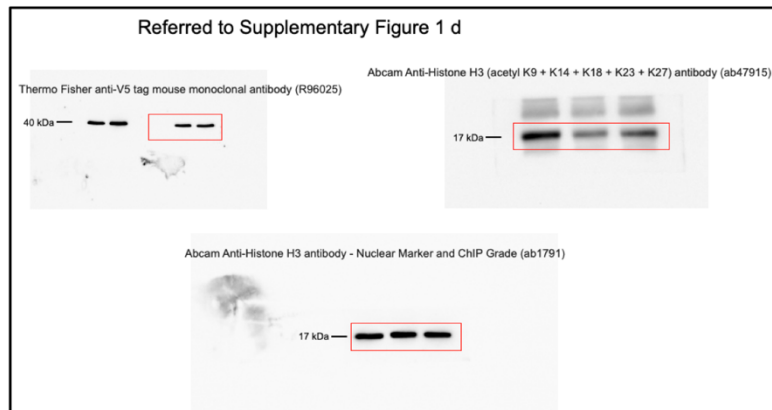 Referred to Supplementary Figure 1 d
Thermo Fisher anti-V5 tag mouse monoclonal antibody (R96025)
40 kDa
Abcam Anti-Histone H3 (acetyl K9 + K14 + K18 + K23 + K27) antibody (ab47915)
17 kDa
Abcam Anti-Histone H3 antibody - Nuclear Marker and ChIP Grade (ab1791)
17 kDa